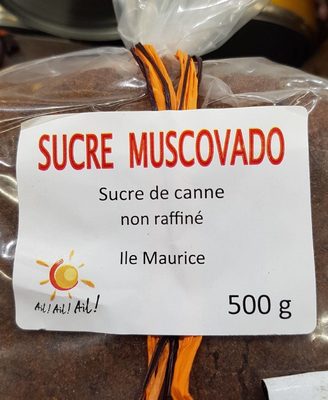 SUCRE MUSCOVADO
Sucre de canne
non raffiné
Ile Maurice
Ail! Ail! Ail!
500 g